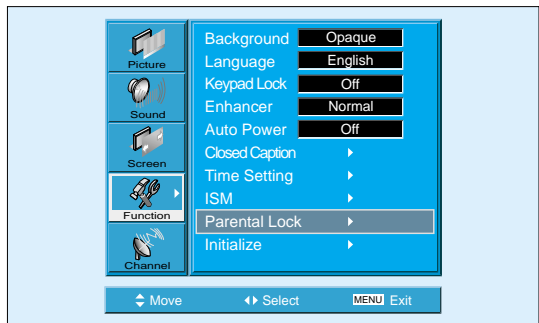 Picture
Sound
Screen
Function
Channel
Background Opaque
Language English
Keypad Lock Off
Enhancer Normal
Auto Power Off
Closed Caption
Time Setting
ISM
Parental Lock
Initialize
Move Select MENU Exit